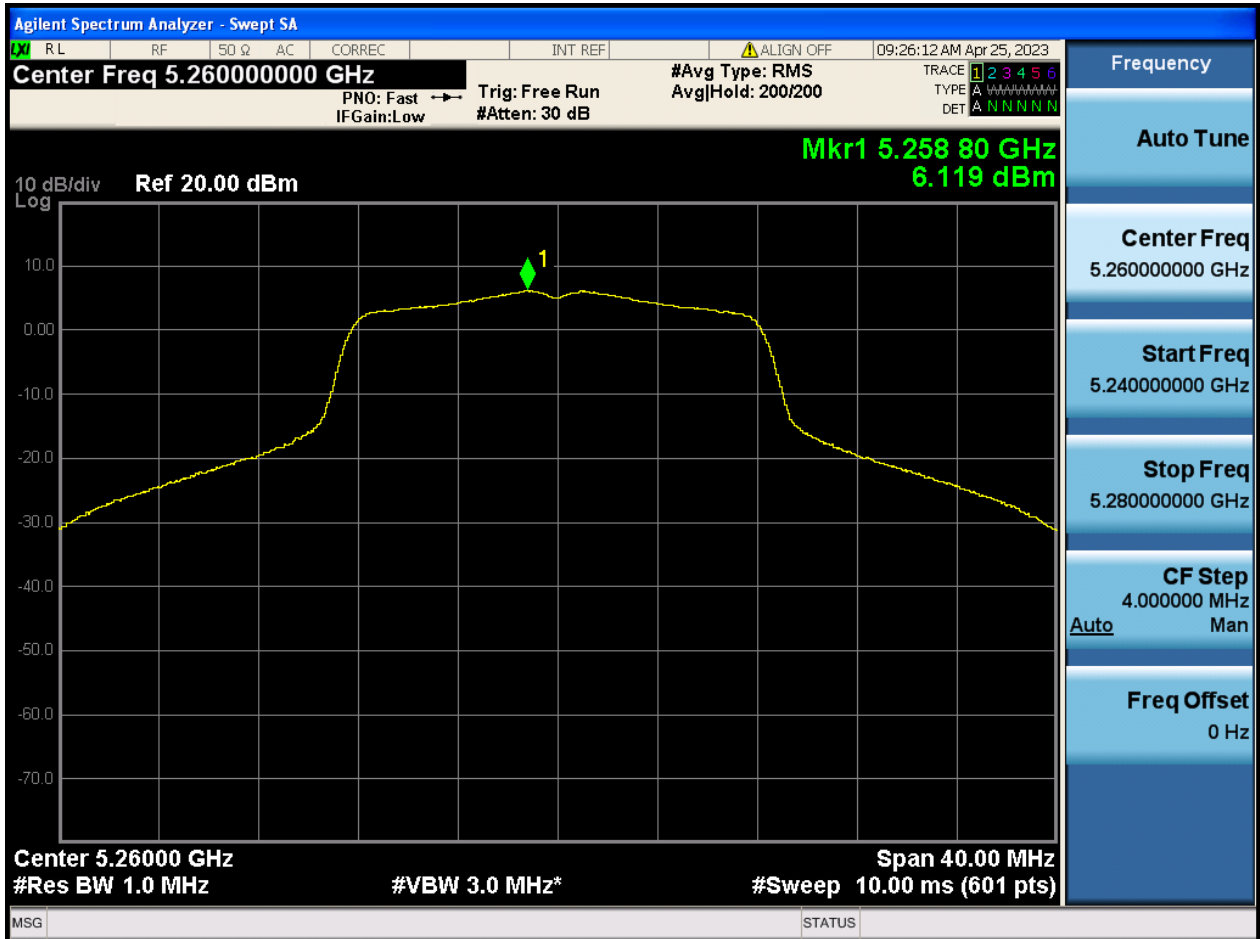 Agilent Spectrum Analyzer - Swept SA
LXI RL RF 50 Ω AC CORREC INT REF ALIGN OFF 09:26:12 AM Apr 25, 2023
Center Freq 5.260000000 GHz
PNO: Fast
IFGain:Low
Trig: Free Run
#Atten: 30 dB
#Avg Type: RMS
Avg|Hold: 200/200
TRACE 1 2 3 4 5 6
TYPE A
DET A N N N N N
Mkr1 5.258 80 GHz
6.119 dBm
10 dB/div Ref 20.00 dBm
Log
1
10.0
0.00
-10.0
-20.0
-30.0
-40.0
-50.0
-60.0
-70.0
Center 5.26000 GHz Span 40.00 MHz
#Res BW 1.0 MHz #VBW 3.0 MHz* #Sweep 10.00 ms (601 pts)
MSG STATUS
Frequency
Auto Tune
Center Freq
5.260000000 GHz
Start Freq
5.240000000 GHz
Stop Freq
5.280000000 GHz
CF Step
4.000000 MHz
Auto Man
Freq Offset
0 Hz